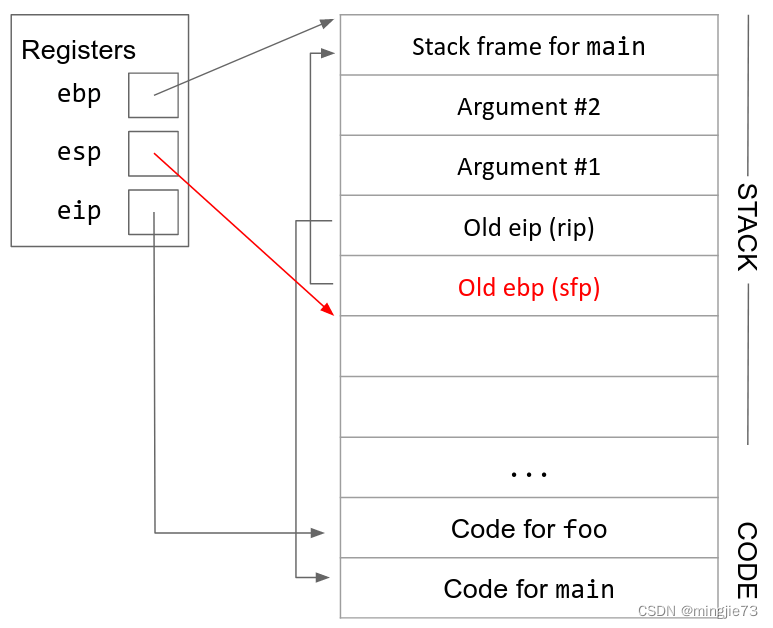 Registers
ebp
esp
eip
Stack frame for main
Argument #2
Argument #1
Old eip (rip)
Old ebp (sfp)
...
Code for foo
Code for main
STACK
CODE
CSDN @mingjie73